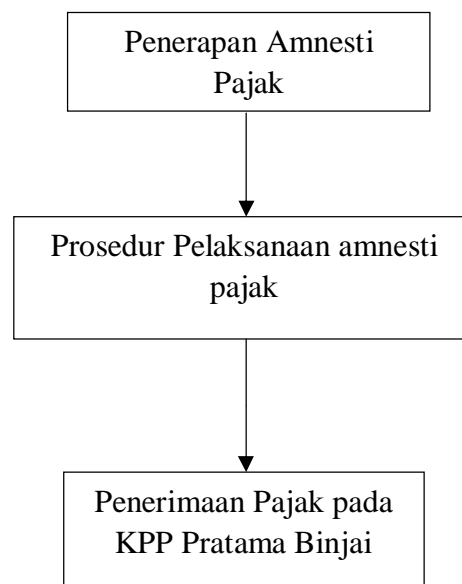 Penerapan Amnesti
Pajak
Prosedur Pelaksanaan amnesti
pajak
Penerimaan Pajak pada
KPP Pratama Binjai